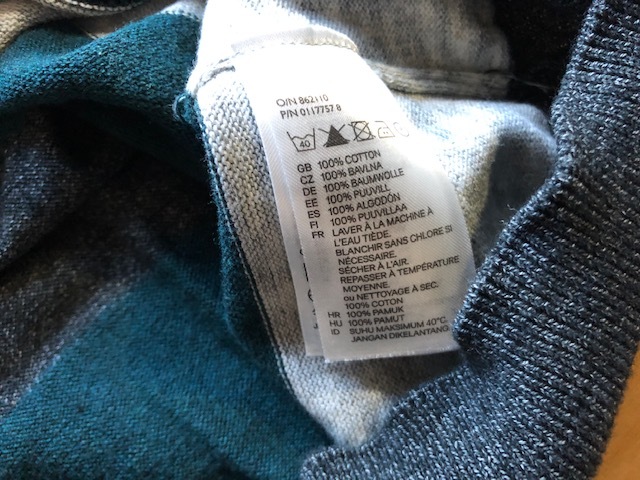 O/N 862110
P/N 0117757 8
40
GB 100% COTTON
CZ 100% BAVLNA
DE 100% BAUMWOLLE
EE 100% PUUVILL
ES 100% ALGODÓN
FI 100% PUUVILLAA
FR LAVER À LA MACHINE À
L'EAU TIÈDE.
BLANCHIR SANS CHLORE SI
NÉCESSAIRE.
SÉCHER À L'AIR.
REPASSER À TEMPÉRATURE
MOYENNE.
ou NETTOYAGE À SEC.
100% COTON
HR 100% PAMUK
HU 100% PAMUT
ID SUHU MAKSIMUM 40°C.
JANGAN DIKELANTANG